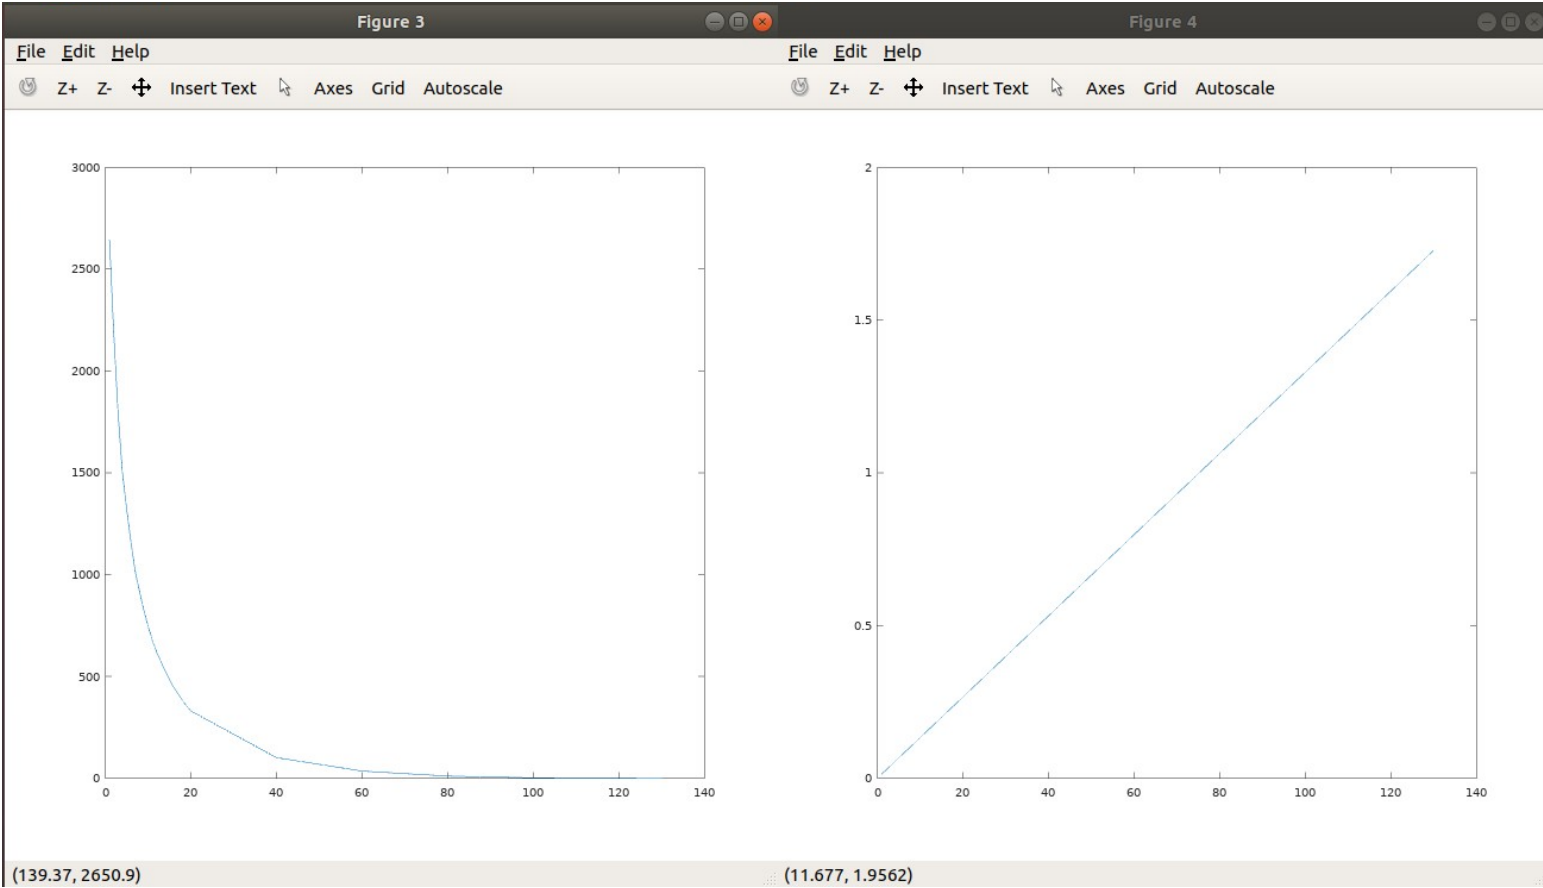 Figure 3
File Edit Help
Z+ Z- Insert Text Axes Grid Autoscale
3000
2500
2000
1500
1000
500
0
0 20 40 60 80 100 120 140
(139.37, 2650.9)
Figure 4
File Edit Help
Z+ Z- Insert Text Axes Grid Autoscale
2
1.5
1
0.5
0
0 20 40 60 80 100 120 140
(11.677, 1.9562)